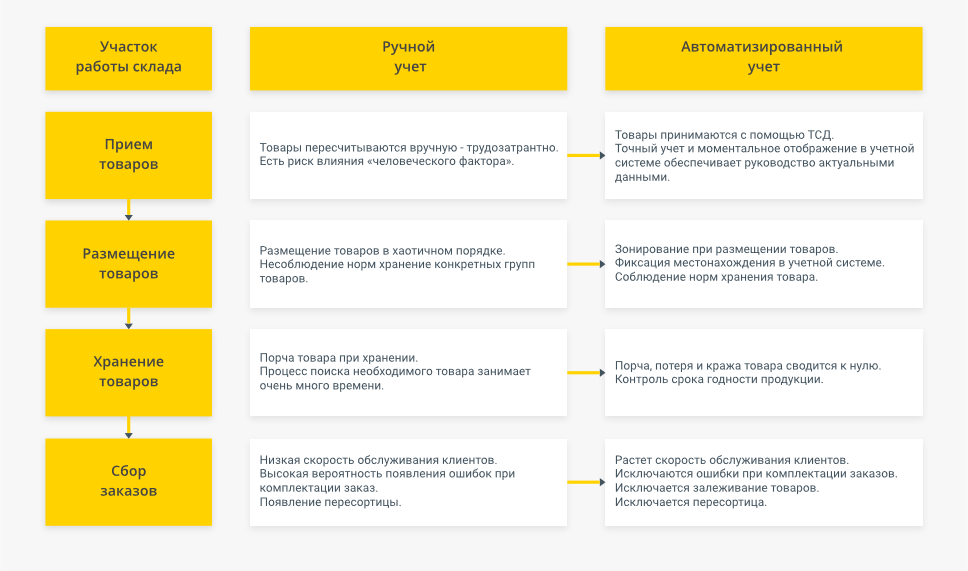 Участок
работы склада
Ручной
учет
Автоматизированный
учет
Прием
товаров
Товары пересчитываются вручную - трудозатрантно.
Есть риск влияния «человеческого фактора».
Товары принимаются с помощью ТСД.
Точный учет и моментальное отображение в учетной
системе обеспечивает руководство актуальными
данными.
Размещение
товаров
Размещение товаров в хаотичном порядке.
Несоблюдение норм хранение конкретных групп
товаров.
Зонирование при размещении товаров.
Фиксация местонахождения в учетной системе.
Соблюдение норм хранения товара.
Хранение
товаров
Порча товара при хранении.
Процесс поиска необходимого товара занимает
очень много времени.
Порча, потеря и кража товара сводится к нулю.
Контроль срока годности продукции.
Сбор
заказов
Низкая скорость обслуживания клиентов.
Высокая вероятность появления ошибок при
комплектации заказ.
Появление пересортицы.
Растет скорость обслуживания клиентов.
Исключаются ошибки при комплектации заказов.
Исключается залеживание товаров.
Исключается пересортица.